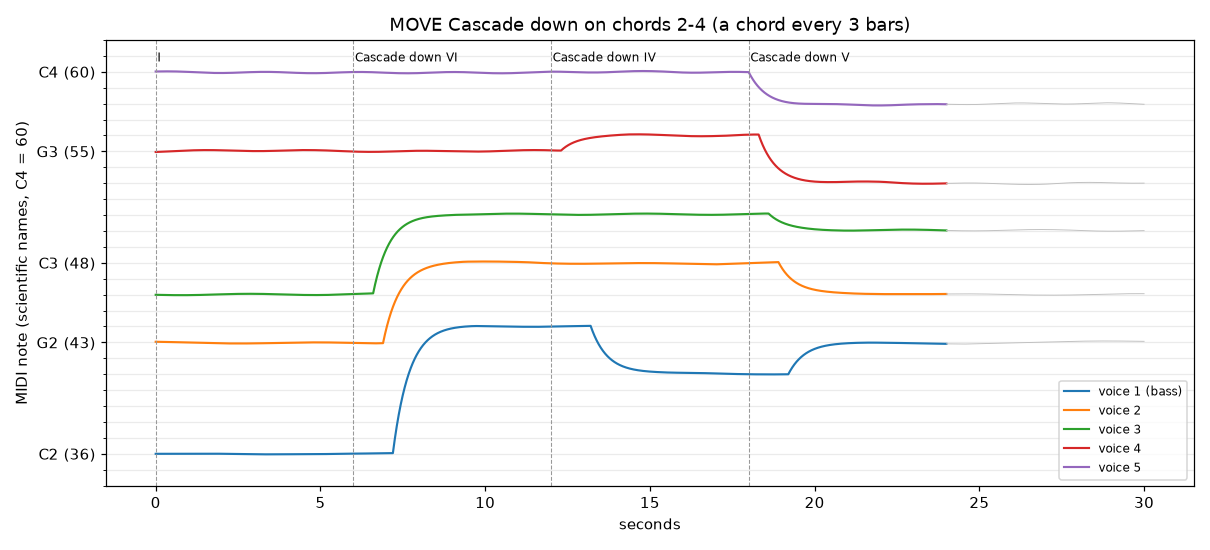 MOVE Cascade down on chords 2-4 (a chord every 3 bars)
I
Cascade down VI
Cascade down IV
Cascade down V
MIDI note (scientific names, C4 = 60)
C4 (60)
G3 (55)
C3 (48)
G2 (43)
C2 (36)
voice 1 (bass)
voice 2
voice 3
voice 4
voice 5
0
5
10
15
20
25
30
seconds